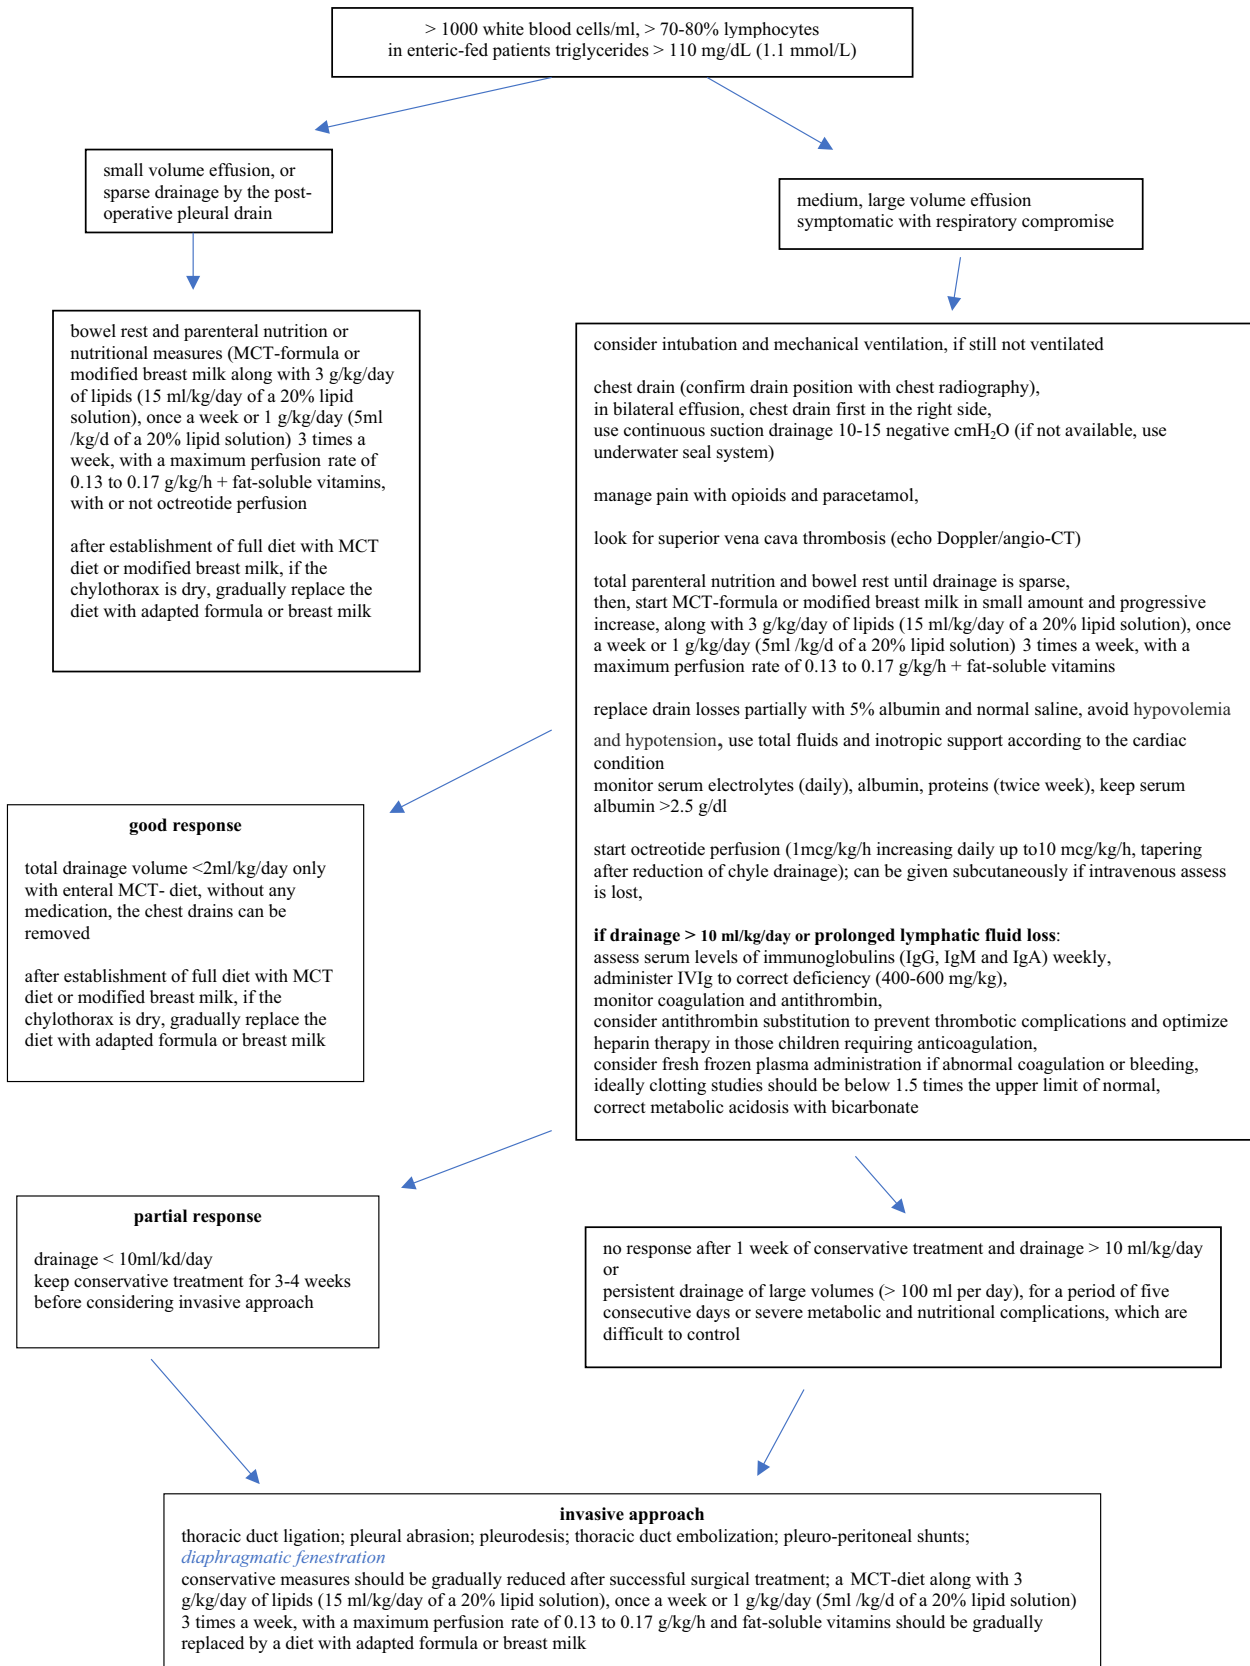 > 1000 white blood cells/ml, > 70-80% lymphocytes
in enteric-fed patients triglycerides > 110 mg/dL (1.1 mmol/L)
small volume effusion, or
sparse drainage by the post-
operative pleural drain
medium, large volume effusion
symptomatic with respiratory compromise
bowel rest and parenteral nutrition or
nutritional measures (MCT-formula or
modified breast milk along with 3 g/kg/day
of lipids (15 ml/kg/day of a 20% lipid
solution), once a week or 1 g/kg/day (5ml
/kg/d of a 20% lipid solution) 3 times a
week, with a maximum perfusion rate of
0.13 to 0.17 g/kg/h + fat-soluble vitamins,
with or not octreotide perfusion
after establishment of full diet with MCT
diet or modified breast milk, if the
chylothorax is dry, gradually replace the
diet with adapted formula or breast milk
consider intubation and mechanical ventilation, if still not ventilated
chest drain (confirm drain position with chest radiography),
in bilateral effusion, chest drain first in the right side,
use continuous suction drainage 10-15 negative cmH₂O (if not available, use
underwater seal system)
manage pain with opioids and paracetamol,
look for superior vena cava thrombosis (echo Doppler/angio-CT)
total parenteral nutrition and bowel rest until drainage is sparse,
then, start MCT-formula or modified breast milk in small amount and progressive
increase, along with 3 g/kg/day of lipids (15 ml/kg/day of a 20% lipid solution), once
a week or 1 g/kg/day (5ml /kg/d of a 20% lipid solution) 3 times a week, with a
maximum perfusion rate of 0.13 to 0.17 g/kg/h + fat-soluble vitamins
replace drain losses partially with 5% albumin and normal saline, avoid hypovolemia
and hypotension, use total fluids and inotropic support according to the cardiac
condition
monitor serum electrolytes (daily), albumin, proteins (twice week), keep serum
albumin >2.5 g/dl
start octreotide perfusion (1mcg/kg/h increasing daily up to10 mcg/kg/h, tapering
after reduction of chyle drainage); can be given subcutaneously if intravenous assess
is lost,
if drainage > 10 ml/kg/day or prolonged lymphatic fluid loss:
assess serum levels of immunoglobulins (IgG, IgM and IgA) weekly,
administer IVIg to correct deficiency (400-600 mg/kg),
monitor coagulation and antithrombin,
consider antithrombin substitution to prevent thrombotic complications and optimize
heparin therapy in those children requiring anticoagulation,
consider fresh frozen plasma administration if abnormal coagulation or bleeding,
ideally clotting studies should be below 1.5 times the upper limit of normal,
correct metabolic acidosis with bicarbonate
good response
total drainage volume <2ml/kg/day only
with enteral MCT- diet, without any
medication, the chest drains can be
removed
after establishment of full diet with MCT
diet or modified breast milk, if the
chylothorax is dry, gradually replace the
diet with adapted formula or breast milk
partial response
drainage < 10ml/kd/day
keep conservative treatment for 3-4 weeks
before considering invasive approach
no response after 1 week of conservative treatment and drainage > 10 ml/kg/day
or
persistent drainage of large volumes (> 100 ml per day), for a period of five
consecutive days or severe metabolic and nutritional complications, which are
difficult to control
invasive approach
thoracic duct ligation; pleural abrasion; pleurodesis; thoracic duct embolization; pleuro-peritoneal shunts;
diaphragmatic fenestration
conservative measures should be gradually reduced after successful surgical treatment; a MCT-diet along with 3
g/kg/day of lipids (15 ml/kg/day of a 20% lipid solution), once a week or 1 g/kg/day (5ml /kg/d of a 20% lipid solution)
3 times a week, with a maximum perfusion rate of 0.13 to 0.17 g/kg/h and fat-soluble vitamins should be gradually
replaced by a diet with adapted formula or breast milk